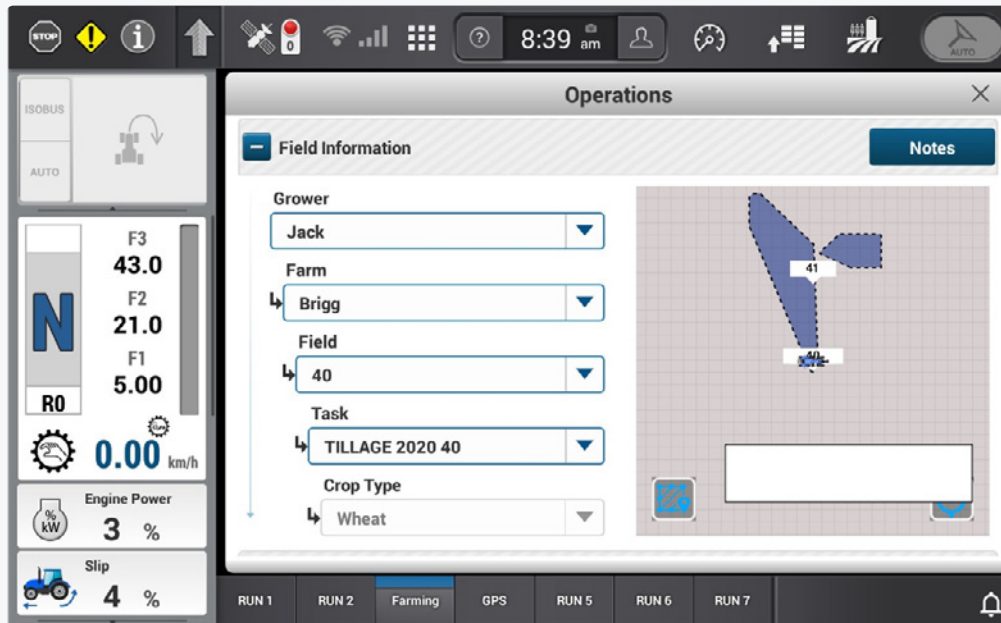 STOP
0
?
8:39 am
AUTO
ISOBUS
AUTO
Operations
Field Information
Notes
Grower
Jack
Farm
Brigg
Field
40
Task
TILLAGE 2020 40
Crop Type
Wheat
41
40
F3
43.0
F2
21.0
F1
5.00
N
R0
0.00 km/h
Engine Power
% kW
3 %
Slip
4 %
RUN 1
RUN 2
Farming
GPS
RUN 5
RUN 6
RUN 7